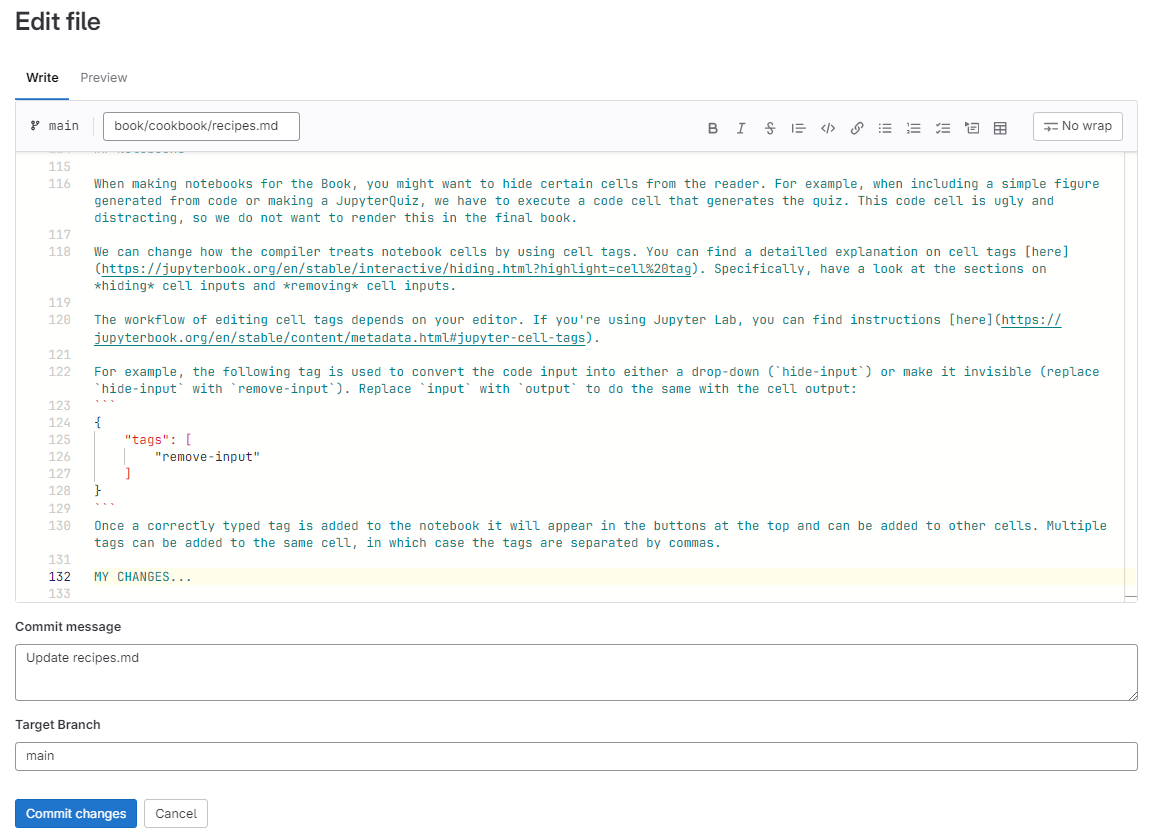 Edit file
Write Preview
main book/cookbook/recipes.md No wrap
115
116 When making notebooks for the Book, you might want to hide certain cells from the reader. For example, when including a simple figure
generated from code or making a JupyterQuiz, we have to execute a code cell that generates the quiz. This code cell is ugly and
distracting, so we do not want to render this in the final book.
117
118 We can change how the compiler treats notebook cells by using cell tags. You can find a detailled explanation on cell tags [here]
(https://jupyterbook.org/en/stable/interactive/hiding.html?highlight=cell%20tag). Specifically, have a look at the sections on
*hiding* cell inputs and *removing* cell inputs.
119
120 The workflow of editing cell tags depends on your editor. If you're using Jupyter Lab, you can find instructions [here](https://
jupyterbook.org/en/stable/content/metadata.html#jupyter-cell-tags).
121
122 For example, the following tag is used to convert the code input into either a drop-down (`hide-input`) or make it invisible (replace
`hide-input` with `remove-input`). Replace `input` with `output` to do the same with the cell output:
123 ```
124 {
125 "tags": [
126 "remove-input"
127 ]
128 }
129 ```
130 Once a correctly typed tag is added to the notebook it will appear in the buttons at the top and can be added to other cells. Multiple
tags can be added to the same cell, in which case the tags are separated by commas.
131
132 MY CHANGES...
133
Commit message
Update recipes.md
Target Branch
main
Commit changes Cancel